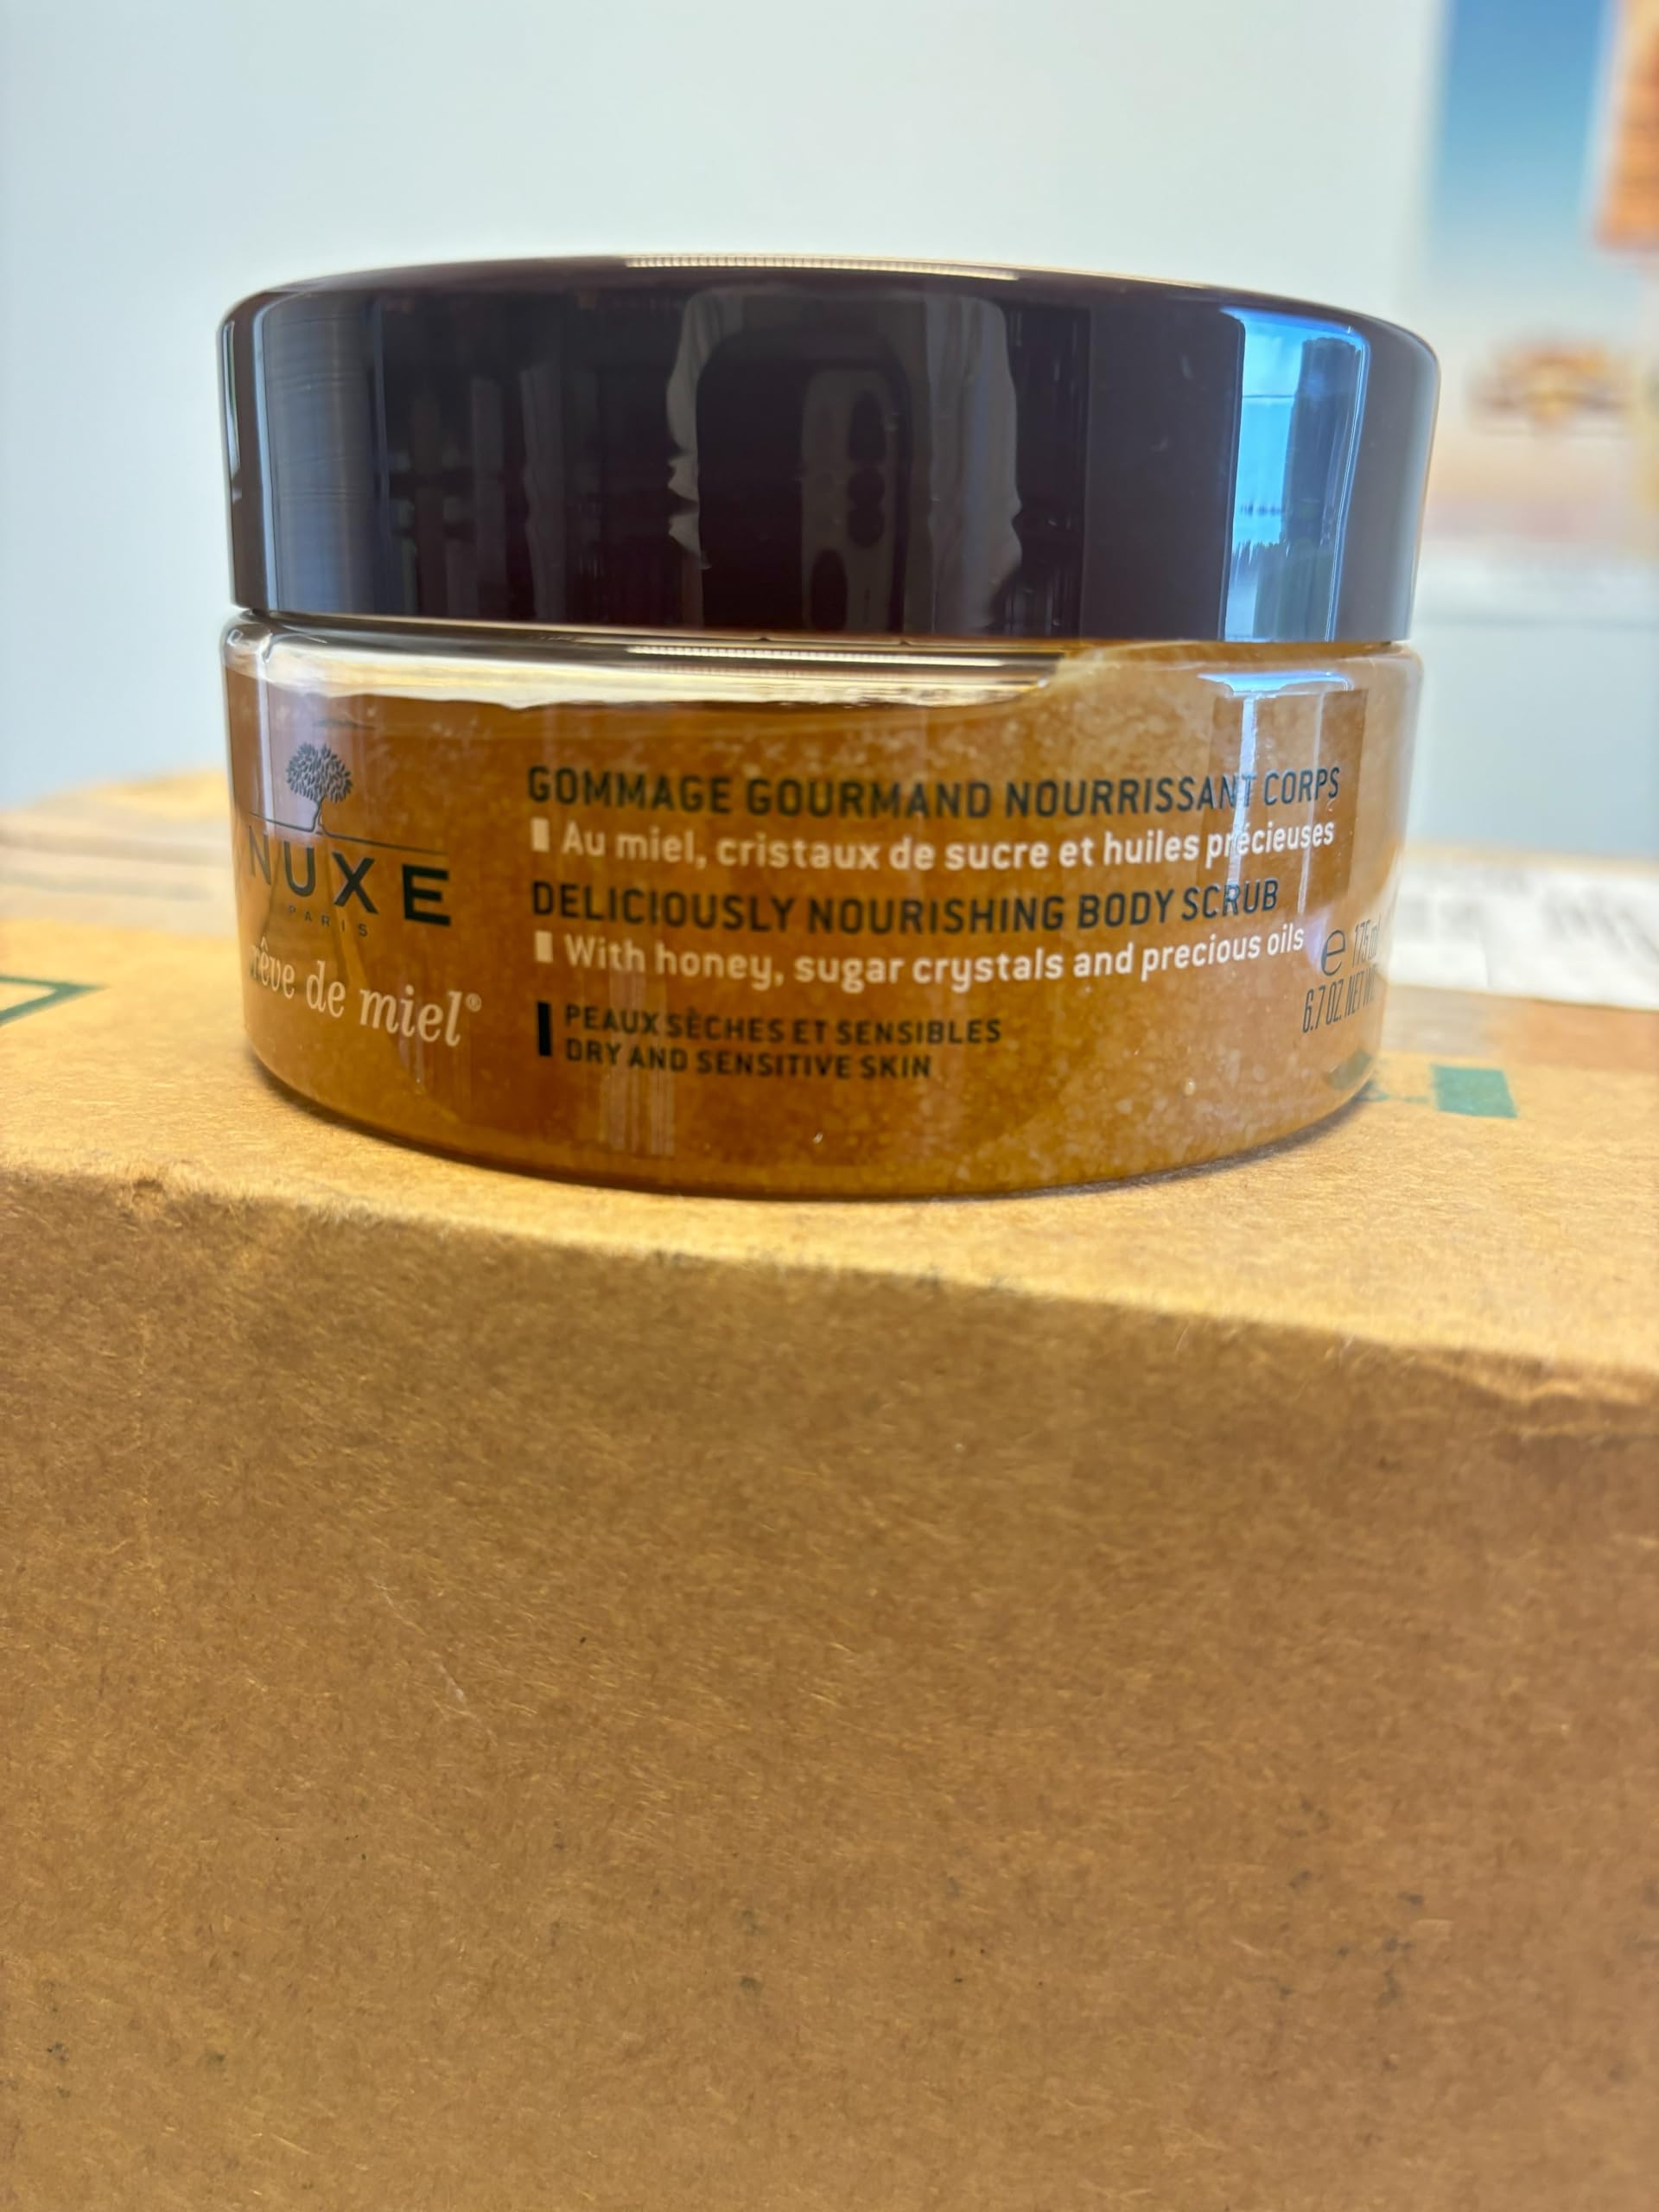 NUXE
PARIS
rêve de miel®
GOMMAGE GOURMAND NOURRISSANT CORPS
Au miel, cristaux de sucre et huiles précieuses
DELICIOUSLY NOURISHING BODY SCRUB
With honey, sugar crystals and precious oils
PEAUX SÈCHES ET SENSIBLES
DRY AND SENSITIVE SKIN
e 175 ml
6.7 OZ. NET WT